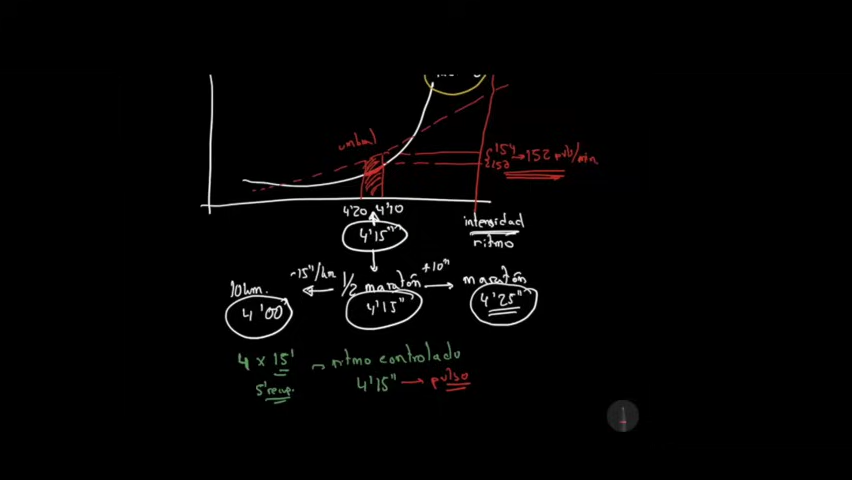 umbral
154 → 152 pulb/min.
150
4'20 4'10
4'15"
intensidad
ritmo
10km. -15"/km 1/2 maratón +10" maratón
4'00" 4'15" 4'25"
4 x 15' ritmo controlado
5' recup. 4'15" → pulso